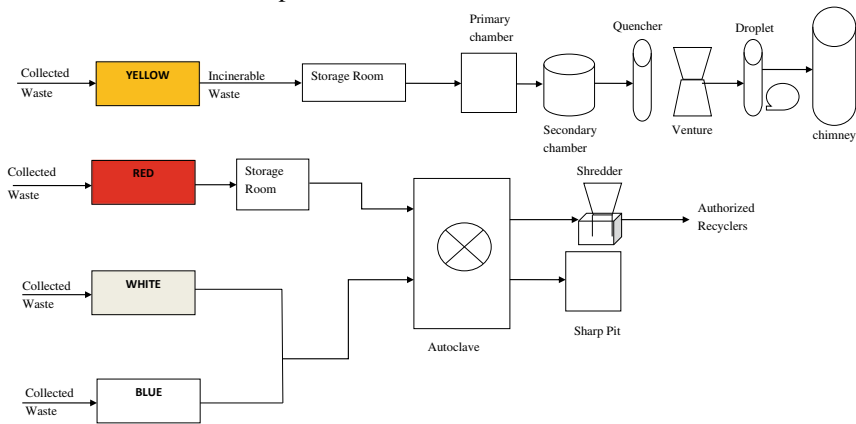 Primary
chamber
Quencher
Droplet
Collected
Waste
YELLOW
Incinerable
Waste
Storage Room
Secondary
chamber
Venture
chimney
Collected
Waste
RED
Storage
Room
Shredder
Authorized
Recyclers
Collected
Waste
WHITE
Autoclave
Sharp Pit
Collected
Waste
BLUE